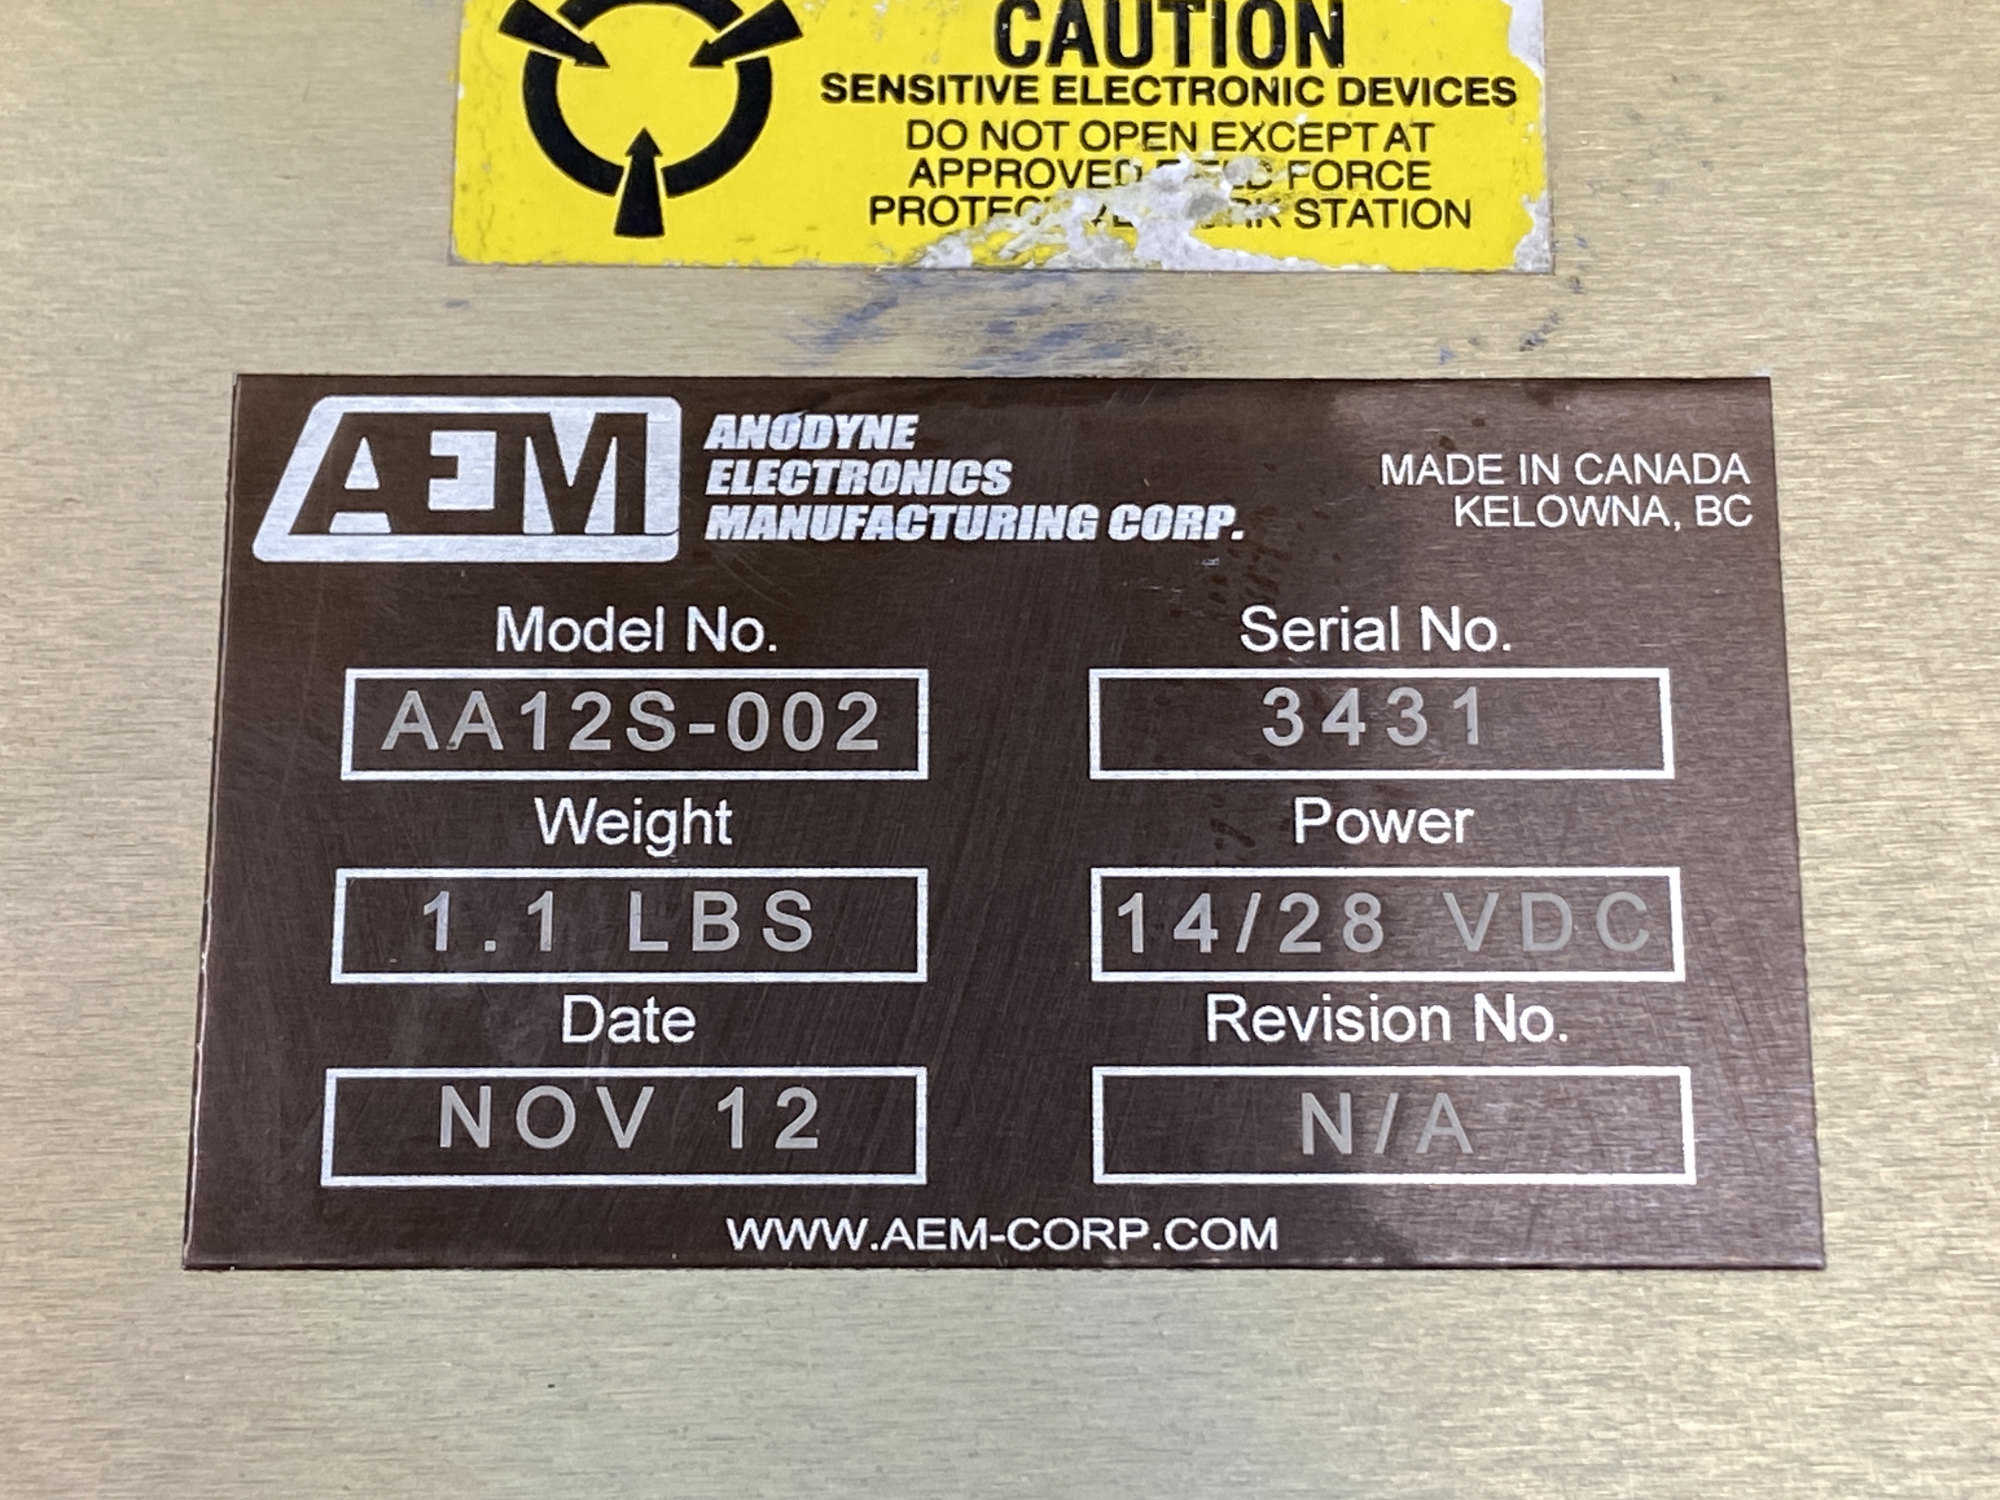 CAUTION
SENSITIVE ELECTRONIC DEVICES
DO NOT OPEN EXCEPT AT
APPROVED FORCE
STATION
AEM
ANODYNE
ELECTRONICS
MANUFACTURING CORP.
MADE IN CANADA
KELOWNA, BC
Model No.
AA12S-002
Serial No.
3431
Weight
1.1 LBS
Power
14/28 VDC
Date
NOV 12
Revision No.
N/A
WWW.AEM-CORP.COM